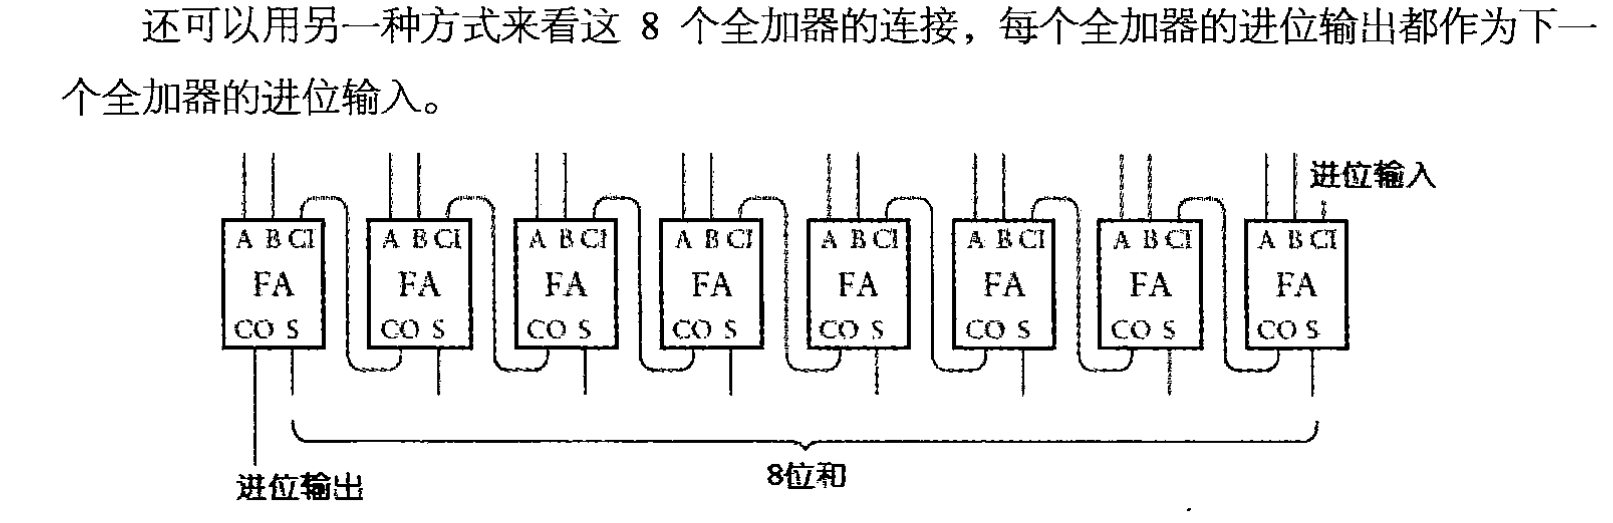 还可以用另一种方式来看这 8 个全加器的连接，每个全加器的进位输出都作为下一
个全加器的进位输入。
进位输入
A B CI A B CI A B CI A B CI A B CI A B CI A B CI A B CI
FA FA FA FA FA FA FA FA
CO S CO S CO S CO S CO S CO S CO S CO S
8位和
进位输出